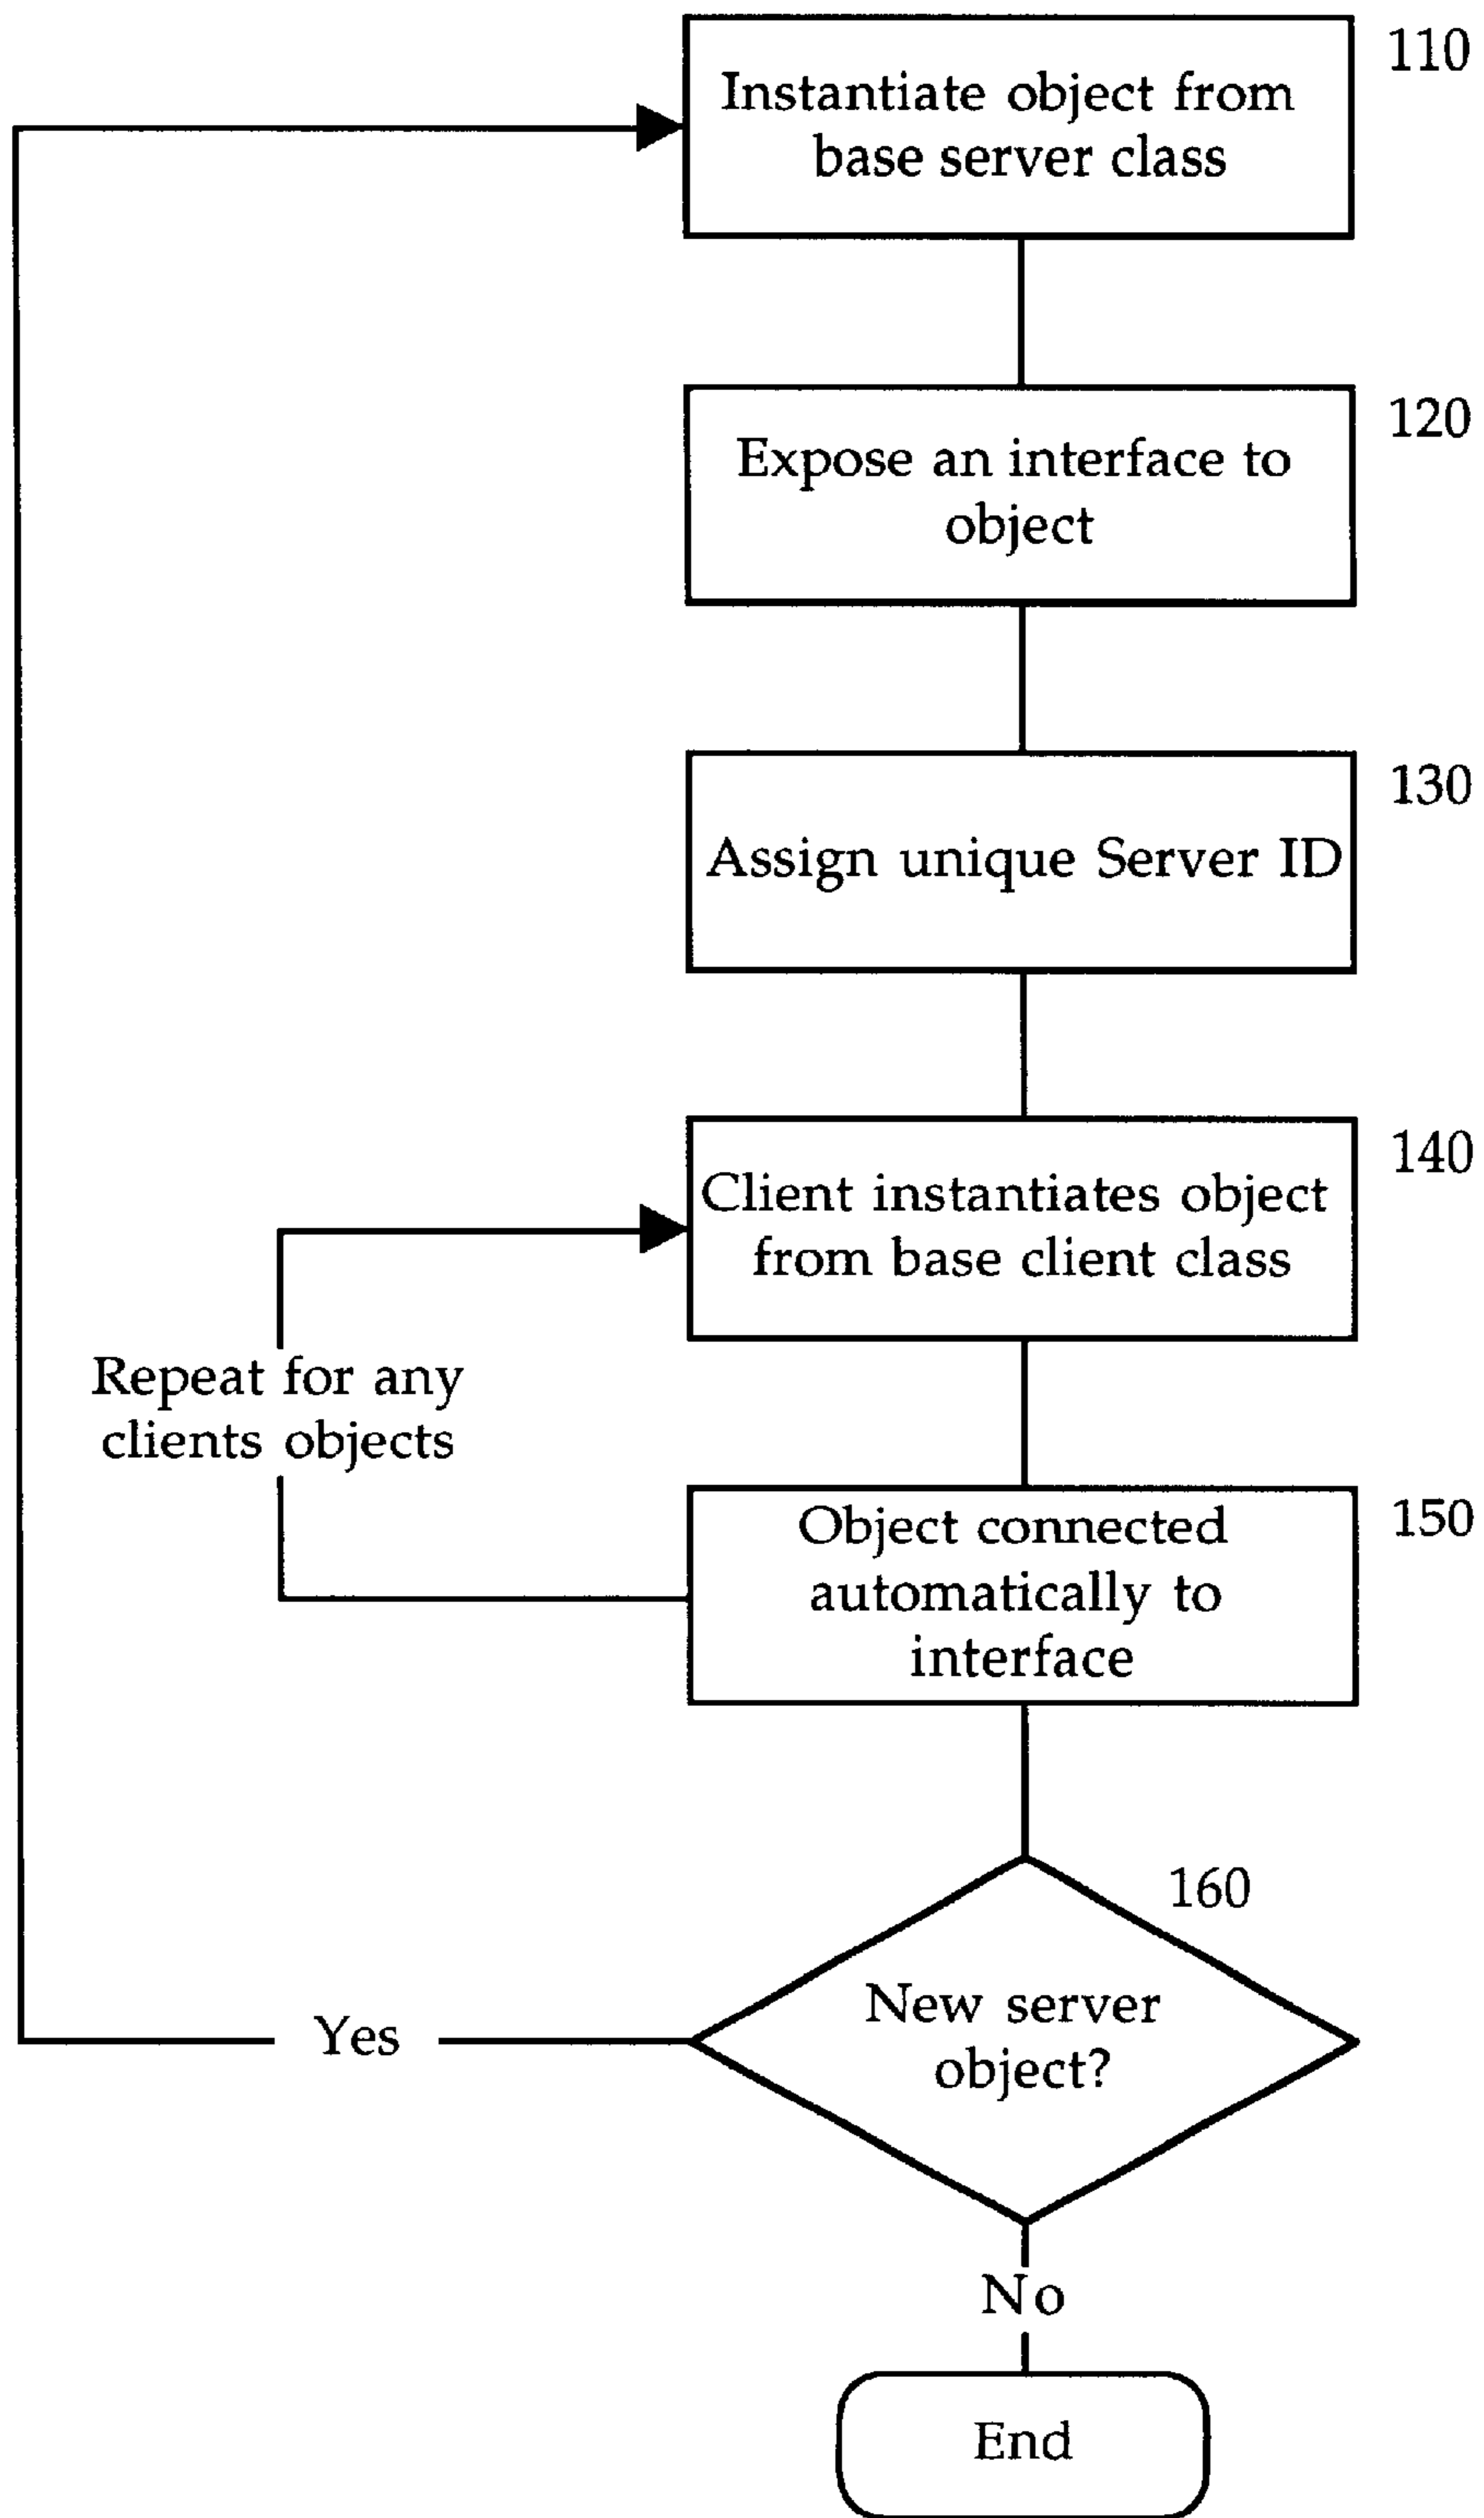 110
Instantiate object from
base server class
120
Expose an interface to
object
130
Assign unique Server ID
140
Client instantiates object
from base client class
Repeat for any
clients objects
150
Object connected
automatically to
interface
160
New server
object?
Yes
No
End